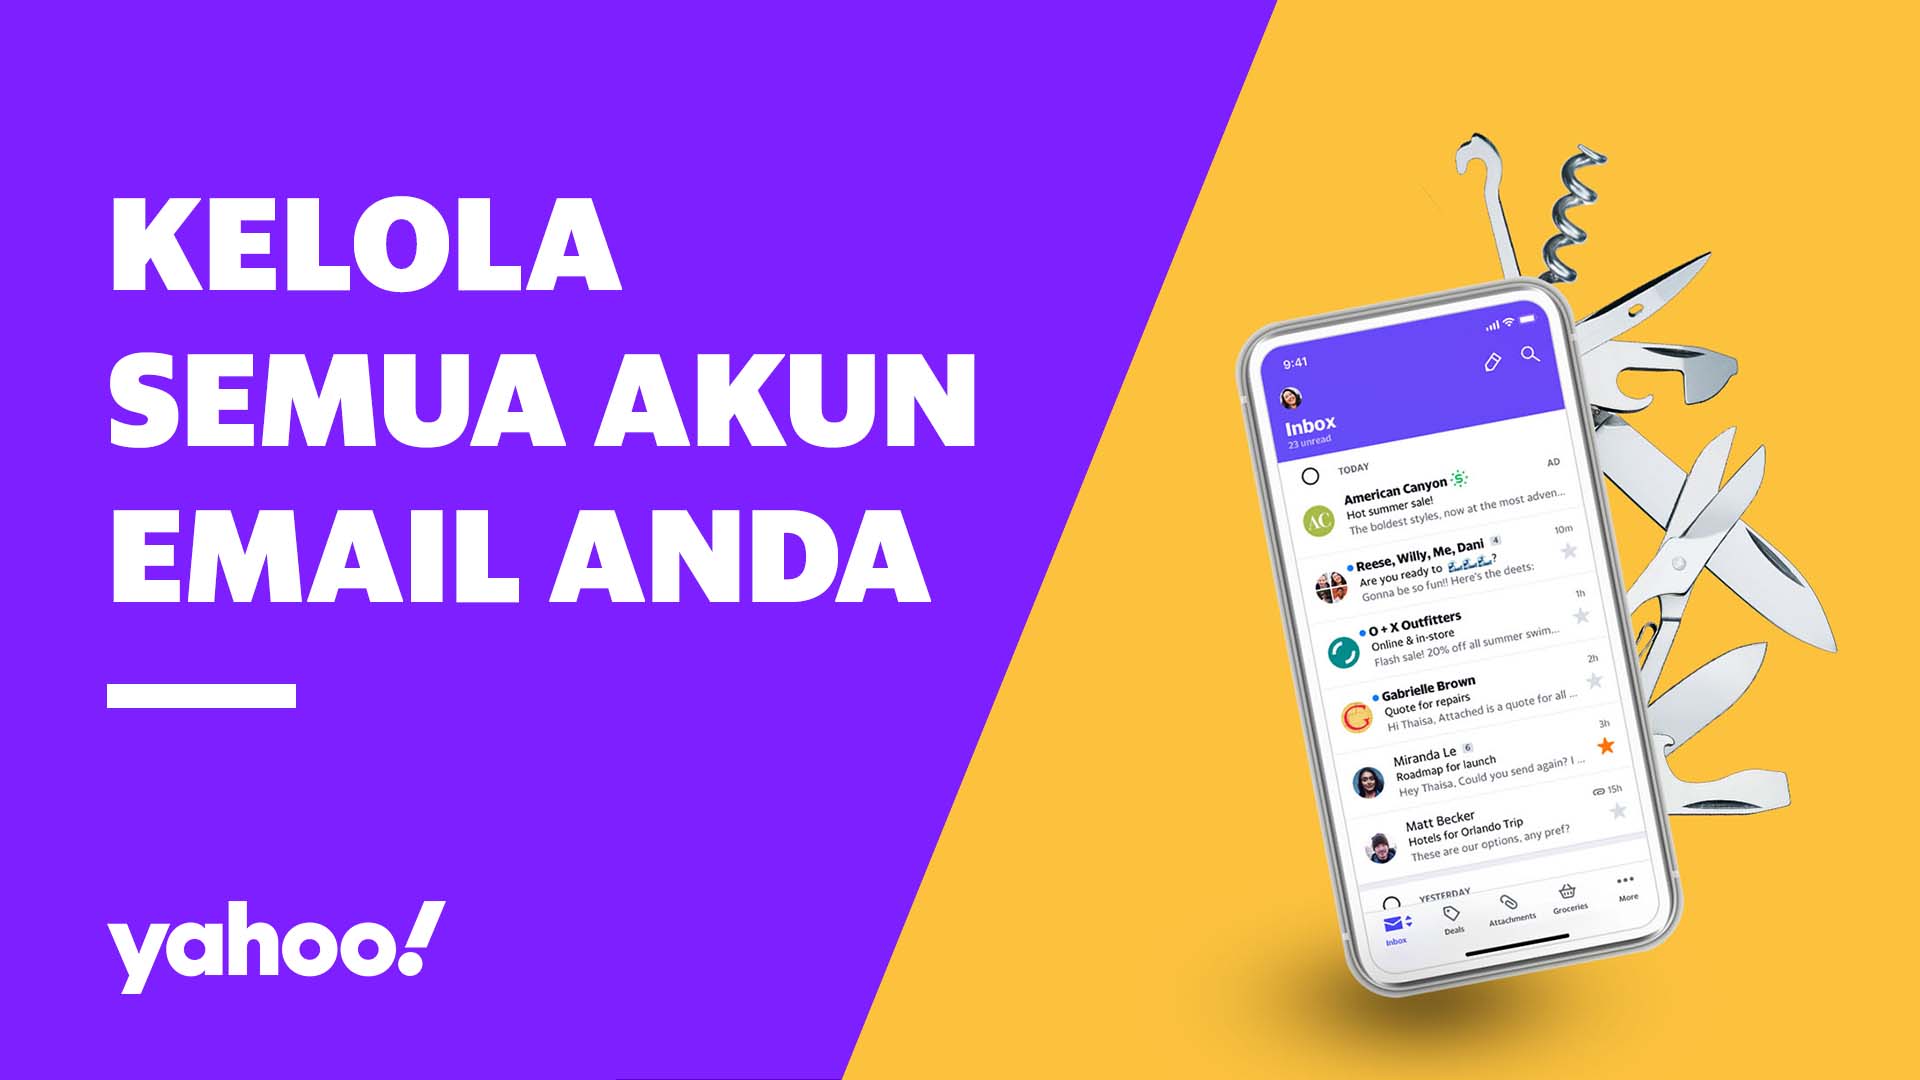 KELOLA
SEMUA AKUN
EMAIL ANDA
yahoo!
9:41
Inbox
23 unread
TODAY
AD
American Canyon
Hot summer sale!
The boldest styles, now at the most adven...
Reese, Willy, Me, Dani 4
10m
Are you ready to 🌊🌊🌊?
Gonna be so fun!! Here's the deets:
O + X Outfitters
1h
Online & in-store
Flash sale! 20% off all summer swim...
Gabrielle Brown
2h
Quote for repairs
Hi Thaisa, Attached is a quote for all ...
Miranda Le 6
3h
Roadmap for launch
Hey Thaisa, Could you send again? I ...
Matt Becker
15h
Hotels for Orlando Trip
These are our options, any pref?
YESTERDAY
Inbox
Deals
Attachments
Groceries
More
AC
G
S